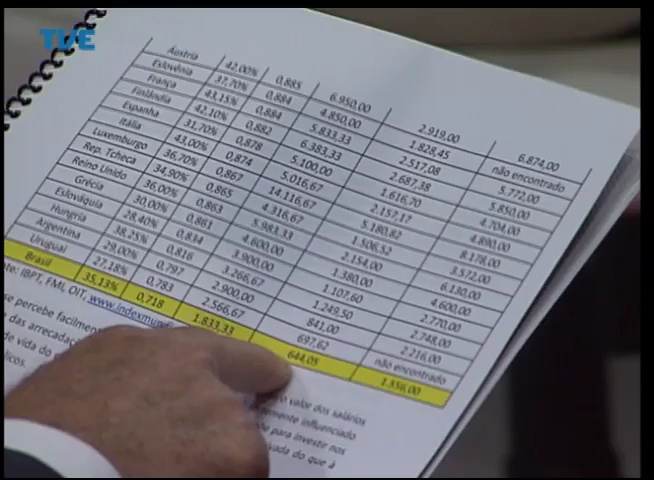 TVE
Áustria 42,00% 0,885 6.950,00 2.919,00 6.874,00
Eslovênia 37,70% 0,884 4.850,00 1.828,45 não encontrado
França 43,15% 0,884 5.833,33 2.517,08 5.772,00
Finlândia 42,10% 0,882 6.383,33 2.687,38 5.850,00
Espanha 31,70% 0,878 5.100,00 1.616,70 4.704,00
Itália 43,00% 0,874 5.016,67 2.157,17 4.890,00
Luxemburgo 36,70% 0,867 14.116,67 5.180,82 8.178,00
Rep. Tcheca 34,90% 0,865 4.316,67 1.506,52 3.572,00
Reino Unido 36,00% 0,863 5.983,33 2.154,00 6.130,00
Grécia 30,00% 0,861 4.600,00 1.380,00 4.600,00
Eslováquia 28,40% 0,834 3.900,00 1.107,60 2.770,00
Hungria 38,25% 0,816 3.266,67 1.249,50 2.748,00
Argentina 29,00% 0,797 2.900,00 841,00 2.216,00
Uruguai 27,18% 0,783 2.566,67 697,62 não encontrado
Brasil 35,13% 0,718 1.833,33 644,05 1.556,00
nte: IBPT, FMI, OIT, www.indexmun
se percebe facilmen o valor dos salários
das arrecada emente influenciado
de vida do para investir nos
licos. vada do que à